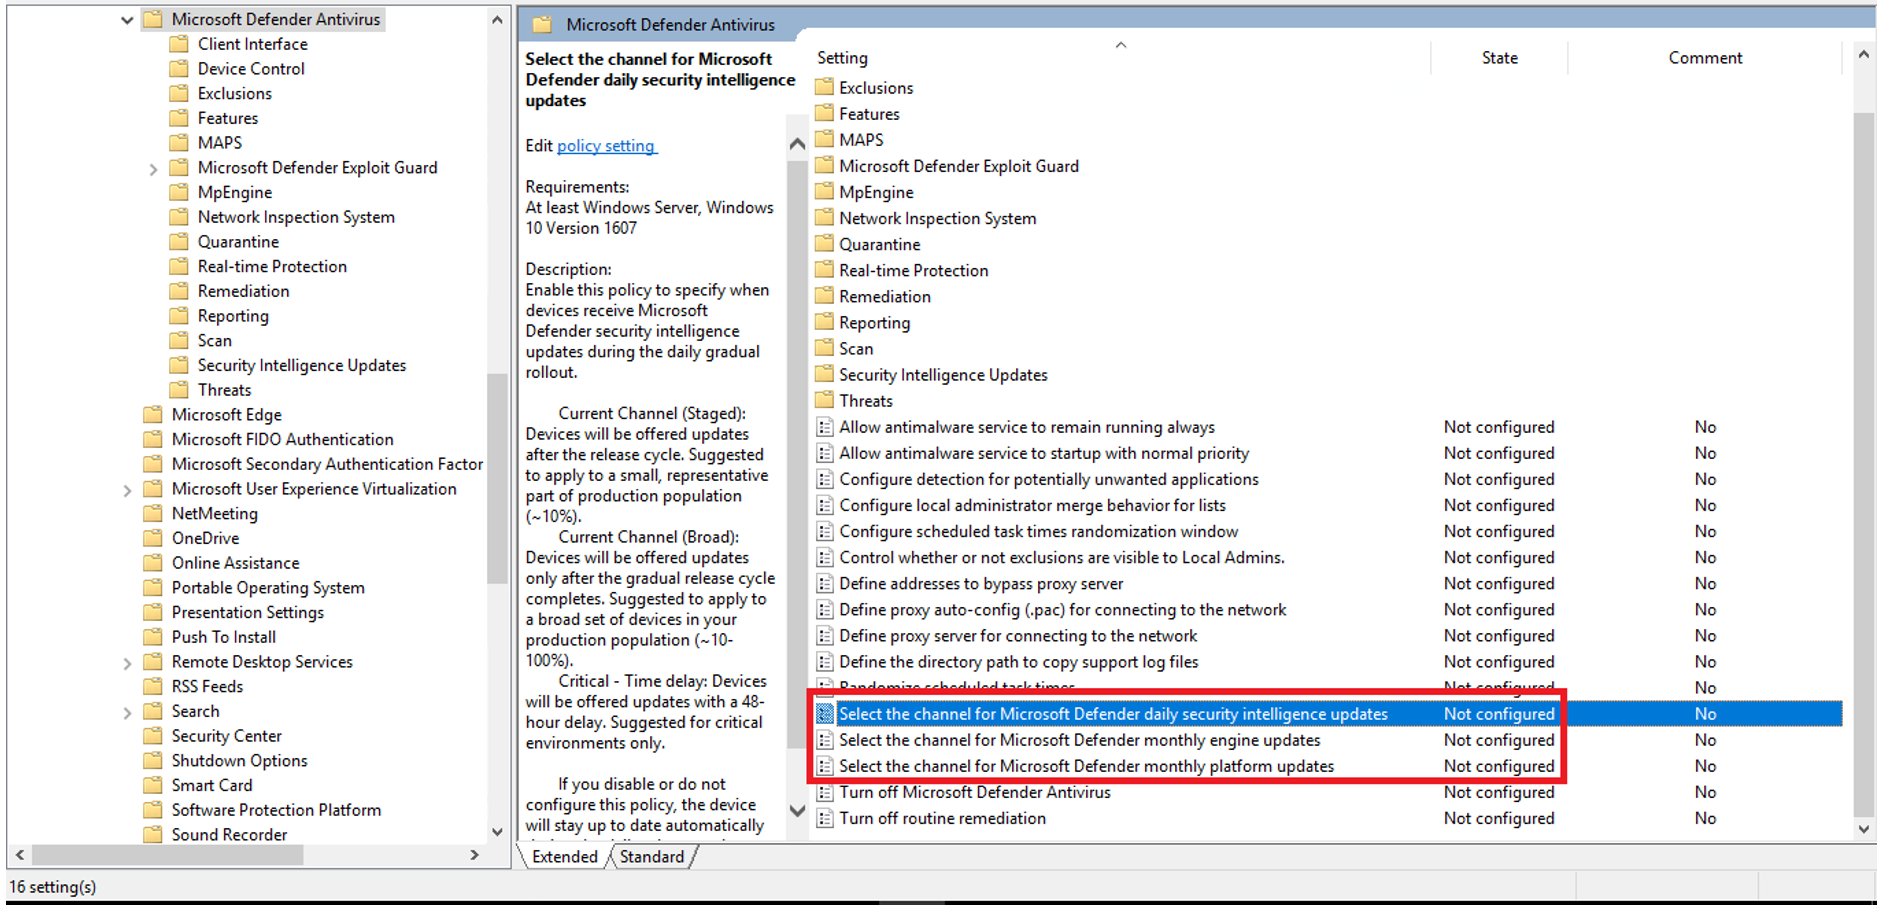 Microsoft Defender Antivirus
Client Interface
Device Control
Exclusions
Features
MAPS
Microsoft Defender Exploit Guard
MpEngine
Network Inspection System
Quarantine
Real-time Protection
Remediation
Reporting
Scan
Security Intelligence Updates
Threats
Microsoft Edge
Microsoft FIDO Authentication
Microsoft Secondary Authentication Factor
Microsoft User Experience Virtualization
NetMeeting
OneDrive
Online Assistance
Portable Operating System
Presentation Settings
Push To Install
Remote Desktop Services
RSS Feeds
Search
Security Center
Shutdown Options
Smart Card
Software Protection Platform
Sound Recorder
Microsoft Defender Antivirus
Select the channel for Microsoft
Defender daily security intelligence
updates
Edit policy setting
Requirements:
At least Windows Server, Windows
10 Version 1607
Description:
Enable this policy to specify when
devices receive Microsoft
Defender security intelligence
updates during the daily gradual
rollout.
Current Channel (Staged):
Devices will be offered updates
after the release cycle. Suggested
to apply to a small, representative
part of production population
(~10%).
Current Channel (Broad):
Devices will be offered updates
only after the gradual release cycle
completes. Suggested to apply to
a broad set of devices in your
production population (~10-
100%).
Critical - Time delay: Devices
will be offered updates with a 48-
hour delay. Suggested for critical
environments only.
If you disable or do not
configure this policy, the device
will stay up to date automatically
Setting State Comment
Exclusions
Features
MAPS
Microsoft Defender Exploit Guard
MpEngine
Network Inspection System
Quarantine
Real-time Protection
Remediation
Reporting
Scan
Security Intelligence Updates
Threats
Allow antimalware service to remain running always Not configured No
Allow antimalware service to startup with normal priority Not configured No
Configure detection for potentially unwanted applications Not configured No
Configure local administrator merge behavior for lists Not configured No
Configure scheduled task times randomization window Not configured No
Control whether or not exclusions are visible to Local Admins. Not configured No
Define addresses to bypass proxy server Not configured No
Define proxy auto-config (.pac) for connecting to the network Not configured No
Define proxy server for connecting to the network Not configured No
Define the directory path to copy support log files Not configured No
Randomize scheduled task times Not configured No
Select the channel for Microsoft Defender daily security intelligence updates Not configured No
Select the channel for Microsoft Defender monthly engine updates Not configured No
Select the channel for Microsoft Defender monthly platform updates Not configured No
Turn off Microsoft Defender Antivirus Not configured No
Turn off routine remediation Not configured No
Extended Standard
16 setting(s)